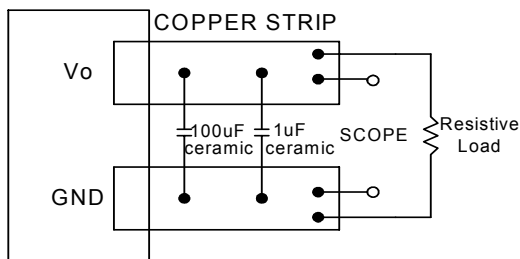 COPPER STRIP
Vo
100uF
ceramic
1uF
ceramic
SCOPE
Resistive
Load
GND